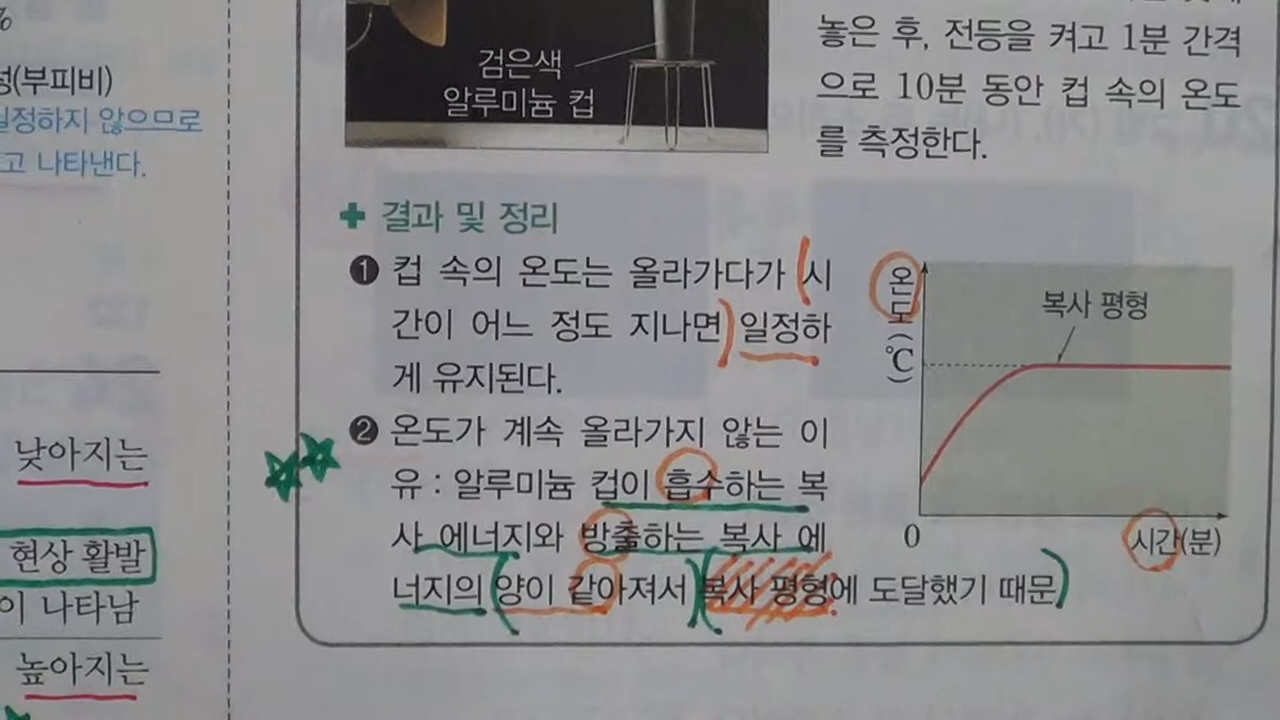 %
성(부피비)
일정하지 않으므로
고 나타낸다.
낮아지는
현상 활발
이 나타남
높아지는
검은색
알루미늄 컵
놓은 후, 전등을 켜고 1분 간격
으로 10분 동안 컵 속의 온도
를 측정한다.
✚ 결과 및 정리
❶ 컵 속의 온도는 올라가다가 시
간이 어느 정도 지나면 일정하
게 유지된다.
❷ 온도가 계속 올라가지 않는 이
유 : 알루미늄 컵이 흡수하는 복
사 에너지와 방출하는 복사 에
너지의 양이 같아져서 복사 평형에 도달했기 때문
온도(℃)
복사 평형
0
시간(분)